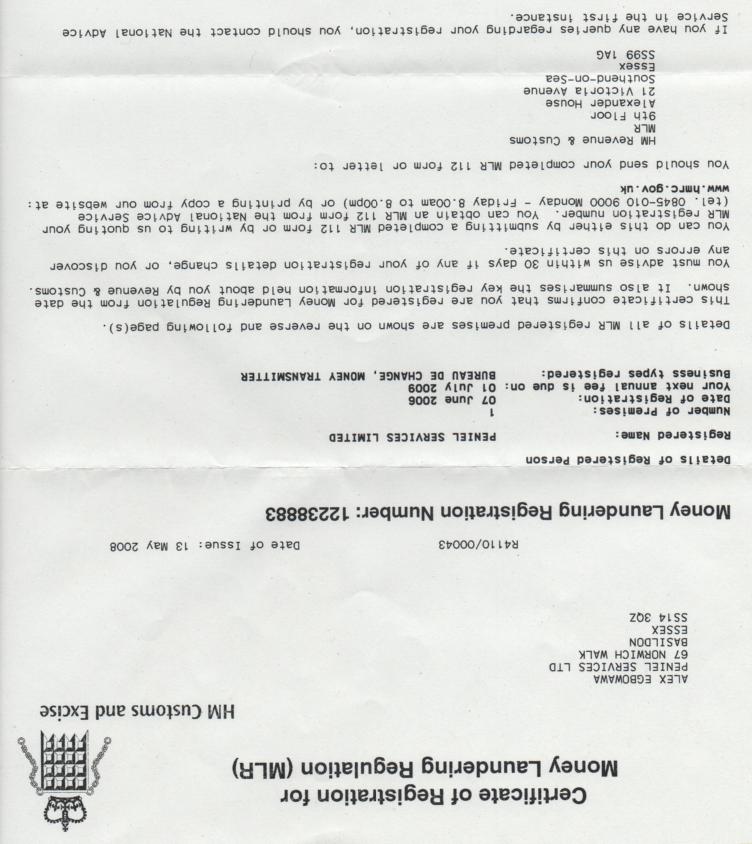 Certificate of Registration for
Money Laundering Regulation (MLR)
HM Customs and Excise
ALEX EGBOWAWA
PENIEL SERVICES LTD
67 NORWICH WALK
BASILDON
ESSEX
SS14 3QZ
R4110/00043 Date of Issue: 13 May 2008
Money Laundering Registration Number: 12238883
Details of Registered Person
Registered Name: PENIEL SERVICES LIMITED
Number of Premises: 1
Date of Registration: 07 June 2006
Your next annual fee is due on: 01 July 2009
Business types registered: BUREAU DE CHANGE, MONEY TRANSMITTER
Details of all MLR registered premises are shown on the reverse and following page(s).
This certificate confirms that you are registered for Money Laundering Regulation from the date
shown. It also summarises the key registration information held about you by Revenue & Customs.
You must advise us within 30 days if any of your registration details change, or you discover
any errors on this certificate.
You can do this either by submitting a completed MLR 112 form or by writing to us quoting your
MLR registration number. You can obtain an MLR 112 form from the National Advice Service
(tel. 0845-010 9000 Monday - Friday 8.00am to 8.00pm) or by printing a copy from our website at:
www.hmrc.gov.uk
You should send your completed MLR 112 form or letter to:
HM Revenue & Customs
MLR
9th Floor
Alexander House
21 Victoria Avenue
Southend-on-Sea
Essex
SS99 1AG
If you have any queries regarding your registration, you should contact the National Advice
Service in the first instance.